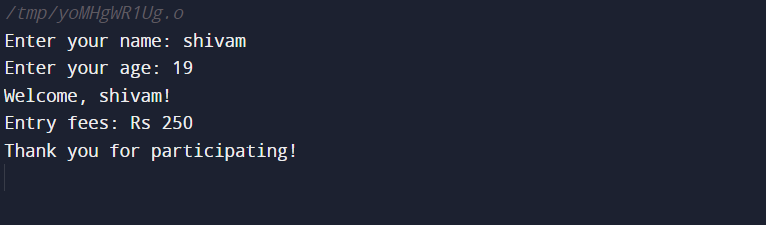 /tmp/yoMHgWR1Ug.o
Enter your name: shivam
Enter your age: 19
Welcome, shivam!
Entry fees: Rs 250
Thank you for participating!